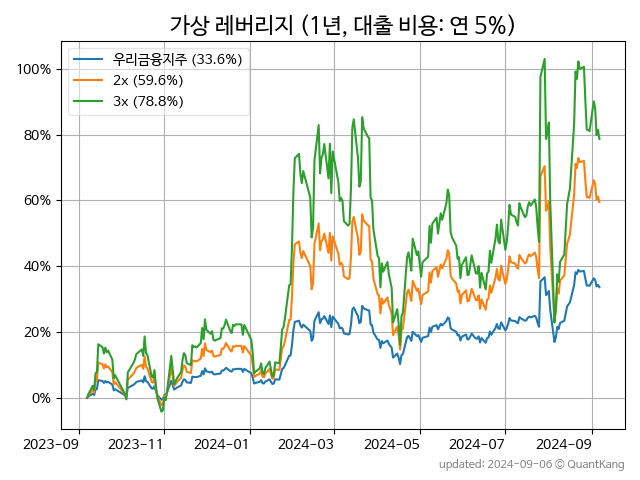 가상 레버리지 (1년, 대출 비용: 연 5%)
우리금융지주 (33.6%)
2x (59.6%)
3x (78.8%)
100%
80%
60%
40%
20%
0%
2023-09 2023-11 2024-01 2024-03 2024-05 2024-07 2024-09
updated: 2024-09-06 © QuantKang